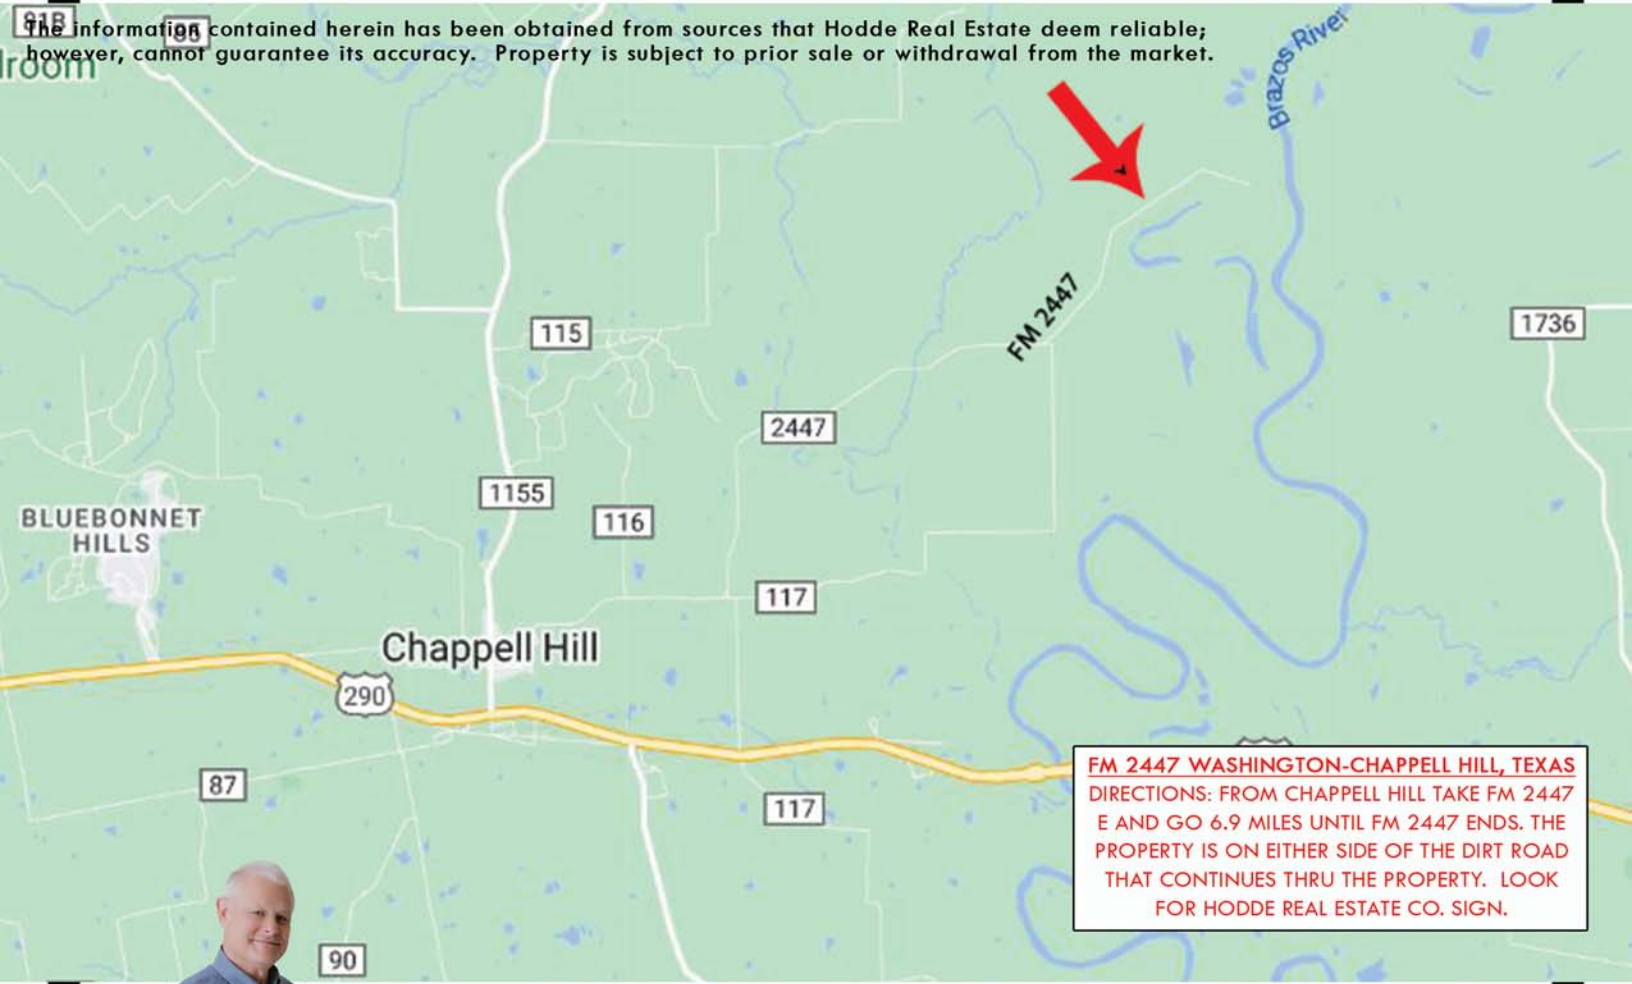 81B
The information contained herein has been obtained from sources that Hodde Real Estate deem reliable;
however, cannot guarantee its accuracy. Property is subject to prior sale or withdrawal from the market.
Brazos River
FM 2447
115
1736
2447
1155
116
BLUEBONNET
HILLS
117
Chappell Hill
290
87
117
90
FM 2447 WASHINGTON-CHAPPELL HILL, TEXAS
DIRECTIONS: FROM CHAPPELL HILL TAKE FM 2447
E AND GO 6.9 MILES UNTIL FM 2447 ENDS. THE
PROPERTY IS ON EITHER SIDE OF THE DIRT ROAD
THAT CONTINUES THRU THE PROPERTY. LOOK
FOR HODDE REAL ESTATE CO. SIGN.